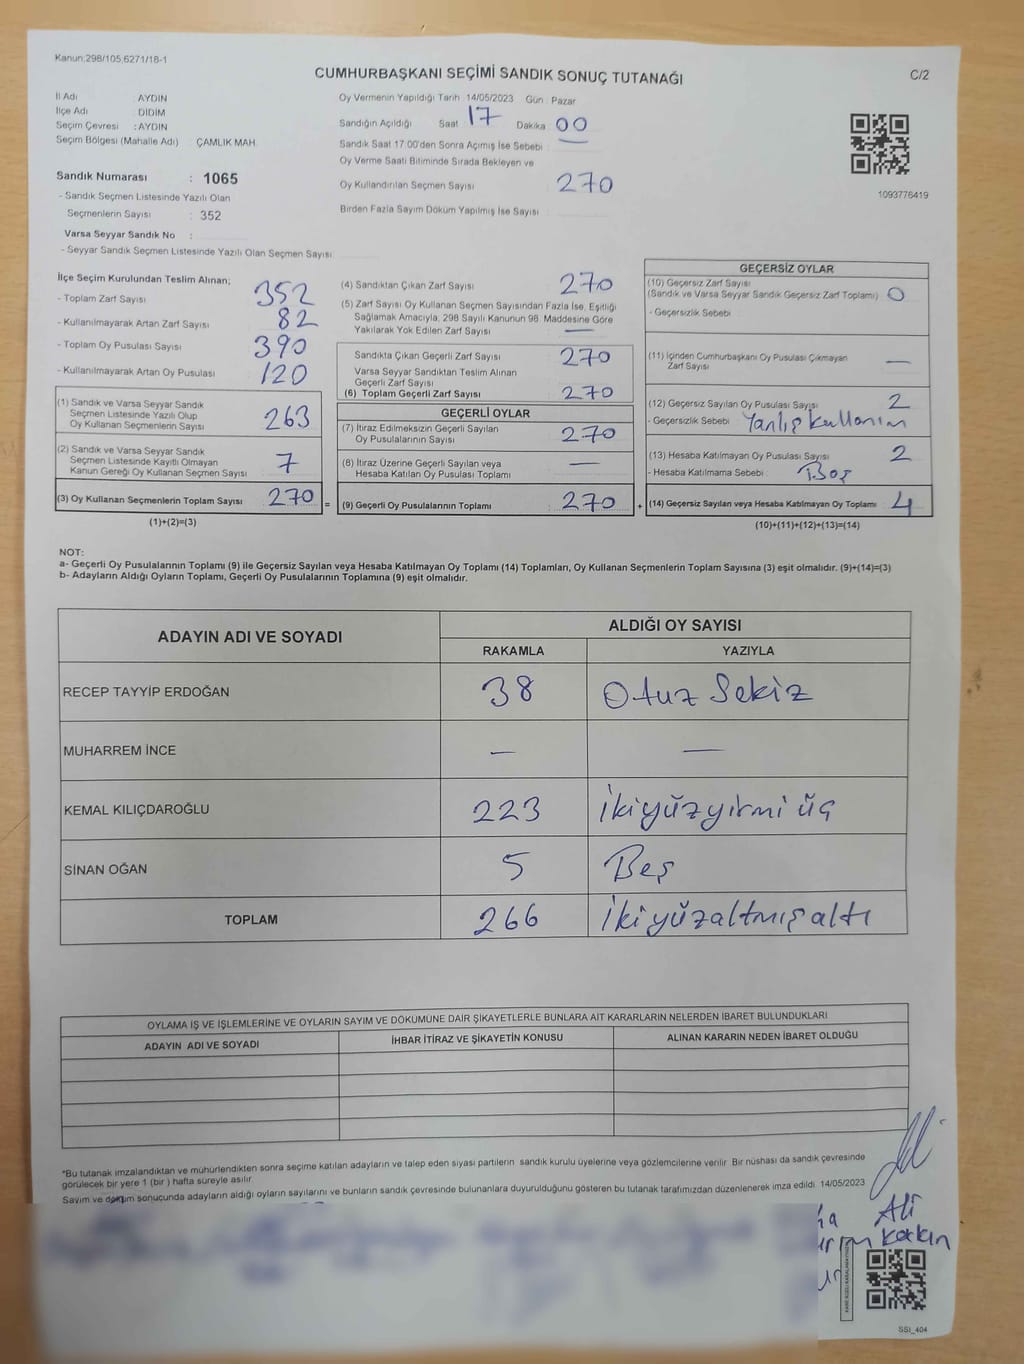 Kanun:298/105,6271/18-1
CUMHURBAŞKANI SEÇİMİ SANDIK SONUÇ TUTANAĞI
C/2
İl Adı : AYDIN
İlçe Adı : DİDİM
Seçim Çevresi : AYDIN
Seçim Bölgesi (Mahalle Adı) : ÇAMLIK MAH.
Sandık Numarası : 1065
- Sandık Seçmen Listesinde Yazılı Olan
Seçmenlerin Sayısı : 352
Varsa Seyyar Sandık No :
- Seyyar Sandık Seçmen Listesinde Yazılı Olan Seçmen Sayısı :
Oy Vermenin Yapıldığı Tarih : 14/05/2023 Gün : Pazar
Sandığın Açıldığı Saat 17 Dakika 00
Sandık Saat 17:00'den Sonra Açımış İse Sebebi : —
Oy Verme Saati Bitiminde Sırada Bekleyen ve
Oy Kullandırılan Seçmen Sayısı 270
Birden Fazla Sayım Döküm Yapılmış İse Sayısı :
1093776419
İlçe Seçim Kurulundan Teslim Alınan;
- Toplam Zarf Sayısı 352
- Kullanılmayarak Artan Zarf Sayısı 82
- Toplam Oy Pusulası Sayısı 390
- Kullanılmayarak Artan Oy Pusulası 120
(1) Sandık ve Varsa Seyyar Sandık
Seçmen Listesinde Yazılı Olup
Oy Kullanan Seçmenlerin Sayısı 263
(2) Sandık ve Varsa Seyyar Sandık
Seçmen Listesinde Kayıtlı Olmayan
Kanun Gereği Oy Kullanan Seçmen Sayısı 7
(3) Oy Kullanan Seçmenlerin Toplam Sayısı 270 =
(1)+(2)=(3)
(4) Sandıktan Çıkan Zarf Sayısı 270
(5) Zarf Sayısı Oy Kullanan Seçmen Sayısından Fazla İse, Eşitliği
Sağlamak Amacıyla, 298 Sayılı Kanunun 98. Maddesine Göre
Yakılarak Yok Edilen Zarf Sayısı —
Sandıkta Çıkan Geçerli Zarf Sayısı 270
Varsa Seyyar Sandıktan Teslim Alınan
Geçerli Zarf Sayısı
(6) Toplam Geçerli Zarf Sayısı 270
GEÇERLİ OYLAR
(7) İtiraz Edilmeksizin Geçerli Sayılan
Oy Pusulalarının Sayısı 270
(8) İtiraz Üzerine Geçerli Sayılan veya
Hesaba Katılan Oy Pusulası Toplamı —
(9) Geçerli Oy Pusulalarının Toplamı 270 +
GEÇERSİZ OYLAR
(10) Geçersiz Zarf Sayısı
(Sandık ve Varsa Seyyar Sandık Geçersiz Zarf Toplamı) 0
- Geçersizlik Sebebi :
(11) İçinden Cumhurbaşkanı Oy Pusulası Çıkmayan
Zarf Sayısı —
(12) Geçersiz Sayılan Oy Pusulası Sayısı 2
- Geçersizlik Sebebi : Yanlış kullanım
(13) Hesaba Katılmayan Oy Pusulası Sayısı 2
- Hesaba Katılmama Sebebi : Boş
(14) Geçersiz Sayılan veya Hesaba Katılmayan Oy Toplamı 4
(10)+(11)+(12)+(13)=(14)
NOT:
a- Geçerli Oy Pusulalarının Toplamı (9) ile Geçersiz Sayılan veya Hesaba Katılmayan Oy Toplamı (14) Toplamları, Oy Kullanan Seçmenlerin Toplam Sayısına (3) eşit olmalıdır. (9)+(14)=(3)
b- Adayların Aldığı Oyların Toplamı, Geçerli Oy Pusulalarının Toplamına (9) eşit olmalıdır.
ADAYIN ADI VE SOYADI
ALDIĞI OY SAYISI
RAKAMLA YAZIYLA
RECEP TAYYİP ERDOĞAN 38 Otuz Sekiz
MUHARREM İNCE — —
KEMAL KILIÇDAROĞLU 223 İkiyüzyirmi üç
SİNAN OĞAN 5 Beş
TOPLAM 266 İkiyüzaltmışaltı
OYLAMA İŞ VE İŞLEMLERİNE VE OYLARIN SAYIM VE DÖKÜMÜNE DAİR ŞİKAYETLERLE BUNLARA AİT KARARLARIN NELERDEN İBARET BULUNDUKLARI
ADAYIN ADI VE SOYADI İHBAR İTİRAZ VE ŞİKAYETİN KONUSU ALINAN KARARIN NEDEN İBARET OLDUĞU
*Bu tutanak imzalandıktan ve mühürlendikten sonra seçime katılan adayların ve talep eden siyasi partilerin sandık kurulu üyelerine veya gözlemcilerine verilir. Bir nüshası da sandık çevresinde
görülecek bir yere 1 (bir ) hafta süreyle asılır.
Sayım ve döküm sonucunda adayların aldığı oyların sayılarını ve bunların sandık çevresinde bulunanlara duyurulduğunu gösteren bu tutanak tarafımızdan düzenlenerek imza edildi. 14/05/2023
Ali
SSI_404